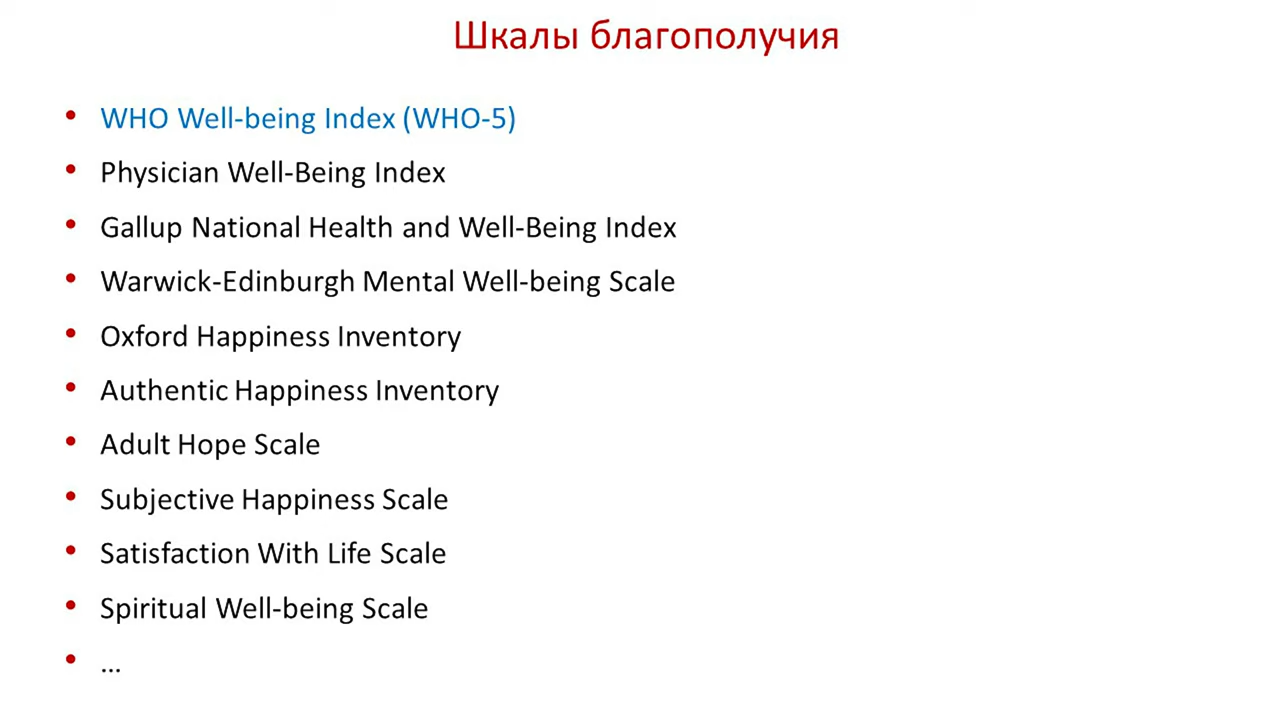 Шкалы благополучия
• WHO Well-being Index (WHO-5)
• Physician Well-Being Index
• Gallup National Health and Well-Being Index
• Warwick-Edinburgh Mental Well-being Scale
• Oxford Happiness Inventory
• Authentic Happiness Inventory
• Adult Hope Scale
• Subjective Happiness Scale
• Satisfaction With Life Scale
• Spiritual Well-being Scale
• ...